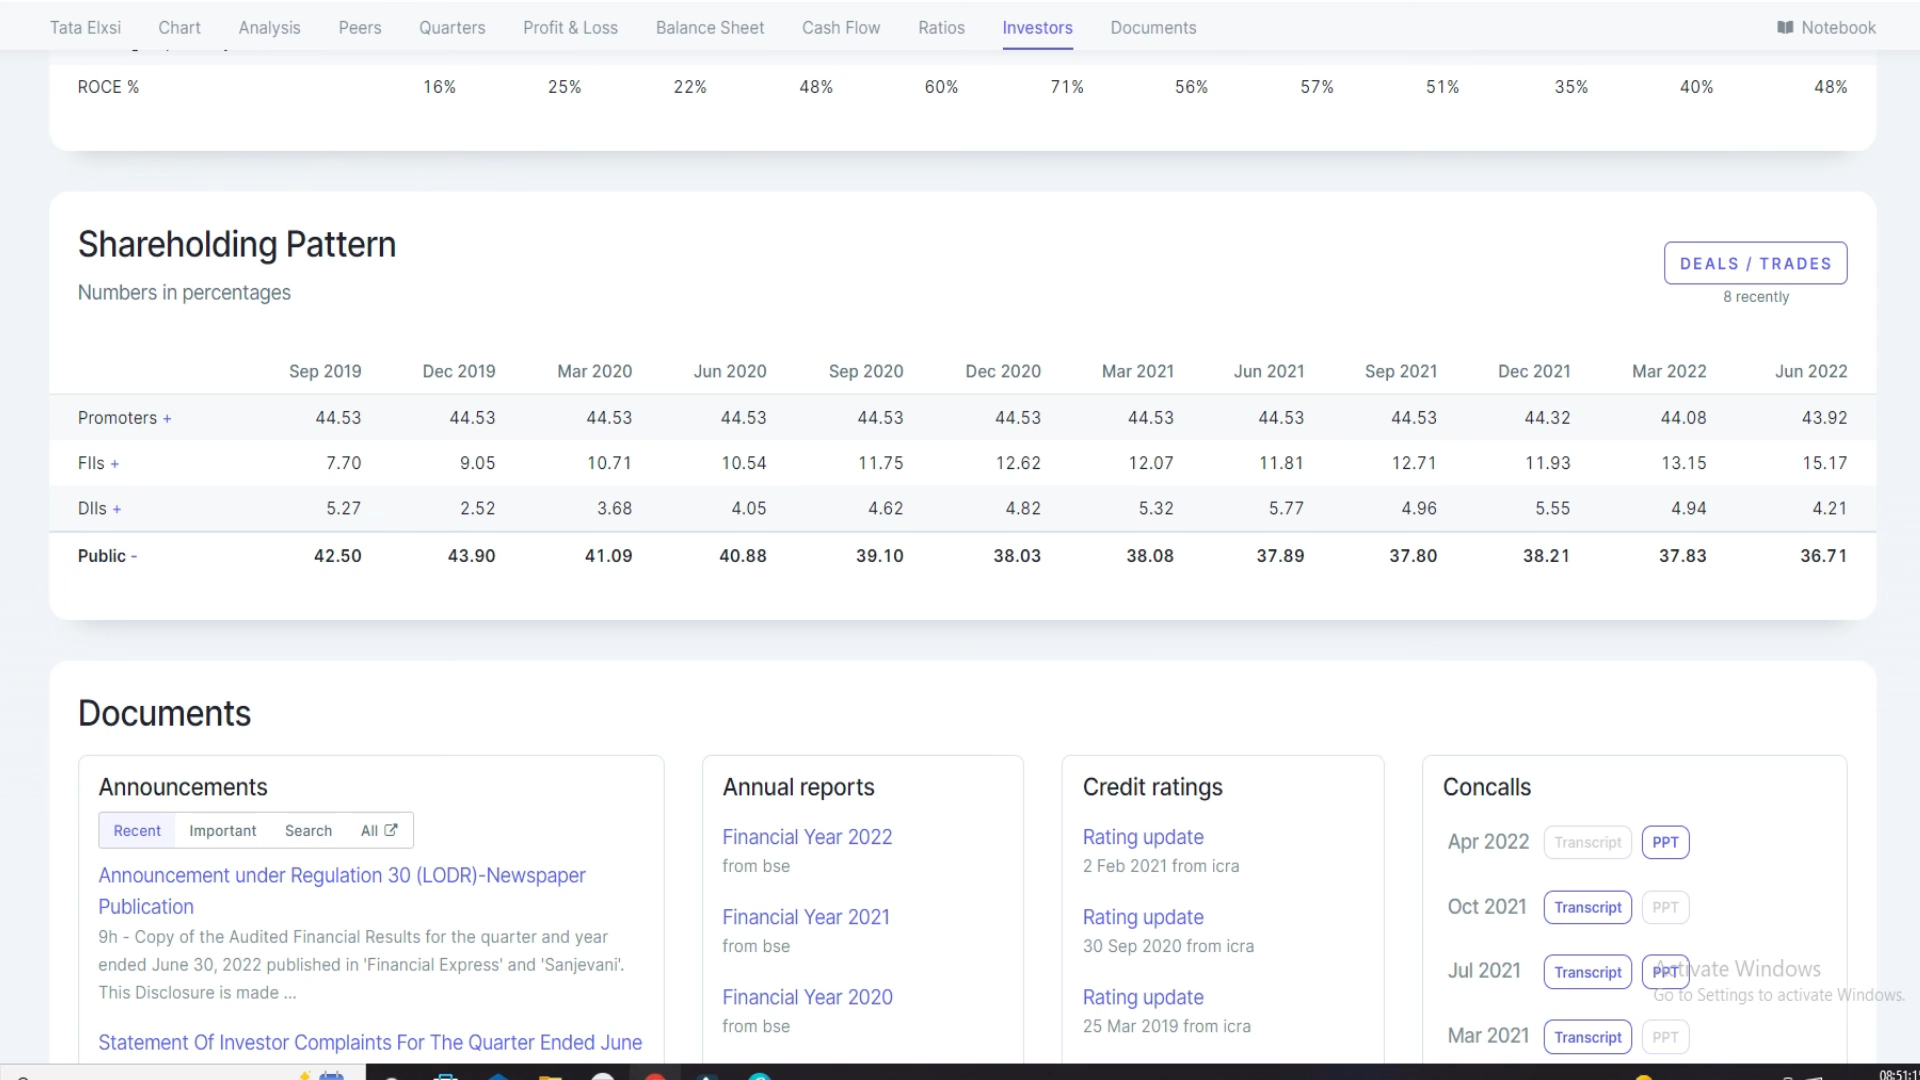 Tata Elxsi Chart Analysis Peers Quarters Profit & Loss Balance Sheet Cash Flow Ratios Investors Documents Notebook
ROCE % 16% 25% 22% 48% 60% 71% 56% 57% 51% 35% 40% 48%
Shareholding Pattern
DEALS / TRADES
Numbers in percentages
8 recently
Sep 2019 Dec 2019 Mar 2020 Jun 2020 Sep 2020 Dec 2020 Mar 2021 Jun 2021 Sep 2021 Dec 2021 Mar 2022 Jun 2022
Promoters + 44.53 44.53 44.53 44.53 44.53 44.53 44.53 44.53 44.53 44.32 44.08 43.92
FIIs + 7.70 9.05 10.71 10.54 11.75 12.62 12.07 11.81 12.71 11.93 13.15 15.17
DIIs + 5.27 2.52 3.68 4.05 4.62 4.82 5.32 5.77 4.96 5.55 4.94 4.21
Public - 42.50 43.90 41.09 40.88 39.10 38.03 38.08 37.89 37.80 38.21 37.83 36.71
Documents
Announcements
Recent Important Search All
Announcement under Regulation 30 (LODR)-Newspaper
Publication
9h - Copy of the Audited Financial Results for the quarter and year
ended June 30, 2022 published in 'Financial Express' and 'Sanjevani'.
This Disclosure is made ...
Statement Of Investor Complaints For The Quarter Ended June
Annual reports
Financial Year 2022
from bse
Financial Year 2021
from bse
Financial Year 2020
from bse
Credit ratings
Rating update
2 Feb 2021 from icra
Rating update
30 Sep 2020 from icra
Rating update
25 Mar 2019 from icra
Concalls
Apr 2022 Transcript PPT
Oct 2021 Transcript PPT
Jul 2021 Transcript PPT
Mar 2021 Transcript PPT
Activate Windows
Go to Settings to activate Windows.